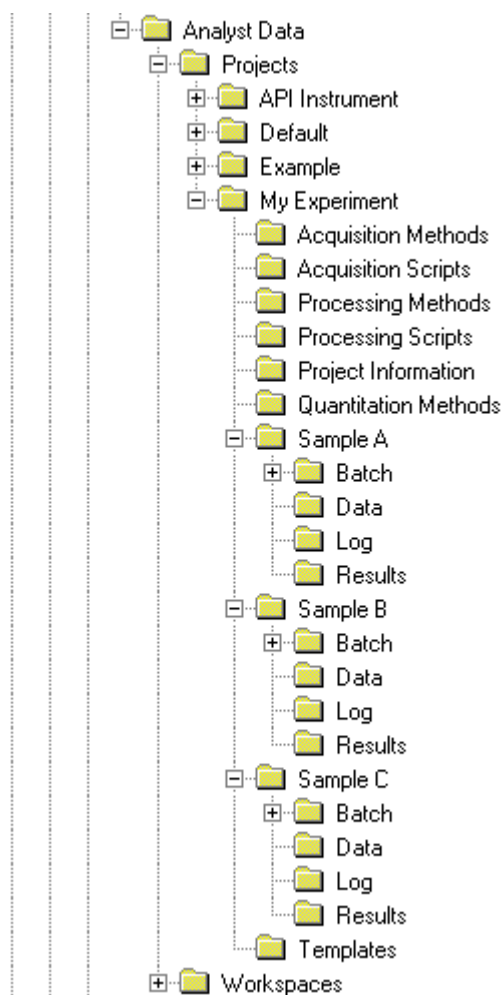 Analyst Data
Projects
API Instrument
Default
Example
My Experiment
Acquisition Methods
Acquisition Scripts
Processing Methods
Processing Scripts
Project Information
Quantitation Methods
Sample A
Batch
Data
Log
Results
Sample B
Batch
Data
Log
Results
Sample C
Batch
Data
Log
Results
Templates
Workspaces